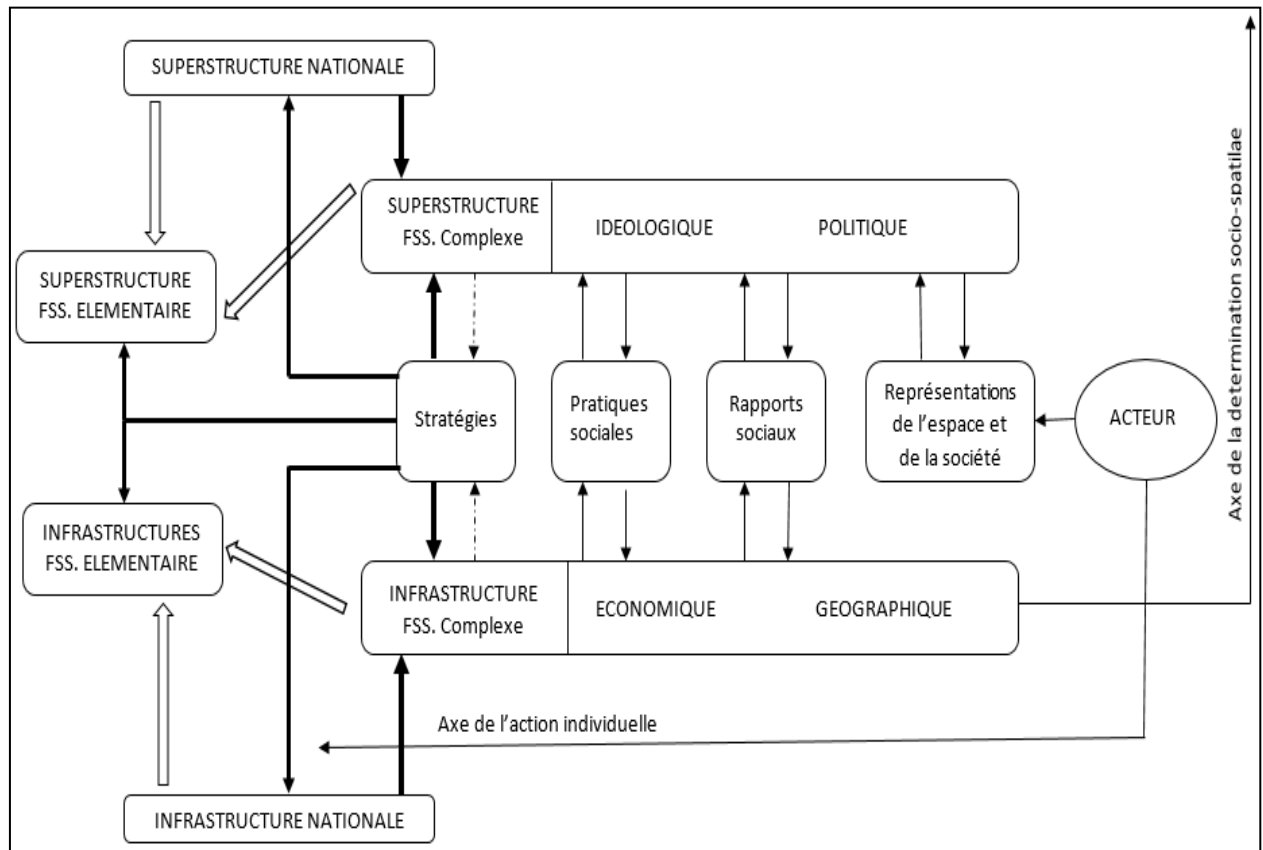 SUPERSTRUCTURE NATIONALE
SUPERSTRUCTURE
FSS. Complexe
IDEOLOGIQUE
POLITIQUE
SUPERSTRUCTURE
FSS. ELEMENTAIRE
Stratégies
Pratiques
sociales
Rapports
sociaux
Représentations
de l'espace et
de la société
ACTEUR
Axe de la determination socio-spatilae
INFRASTRUCTURES
FSS. ELEMENTAIRE
INFRASTRUCTURE
FSS. Complexe
ECONOMIQUE
GEOGRAPHIQUE
Axe de l'action individuelle
INFRASTRUCTURE NATIONALE